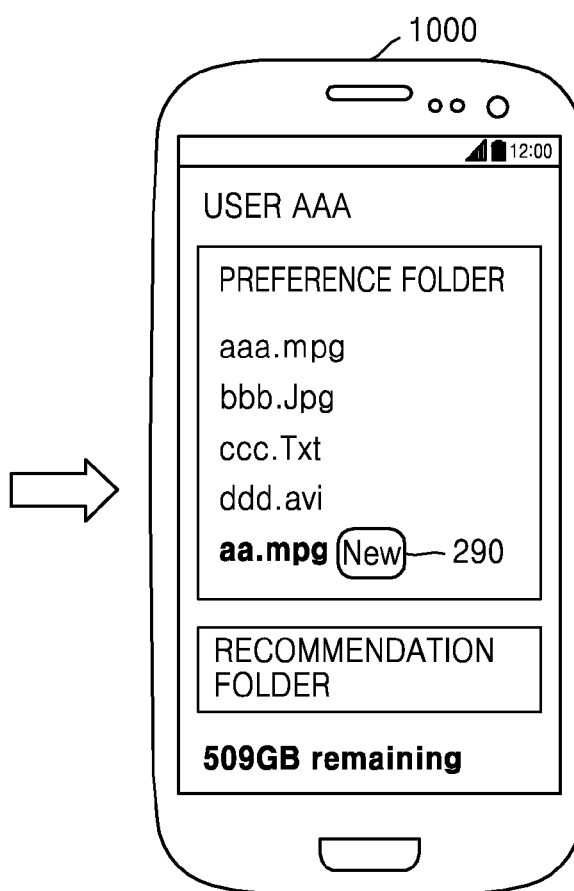 1000
12:00
USER AAA
PREFERENCE FOLDER
aaa.mpg
bbb.Jpg
ccc.Txt
ddd.avi
aa.mpg New 290
RECOMMENDATION
FOLDER
509GB remaining